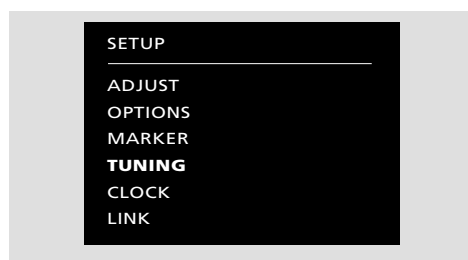 SETUP
ADJUST
OPTIONS
MARKER
TUNING
CLOCK
LINK